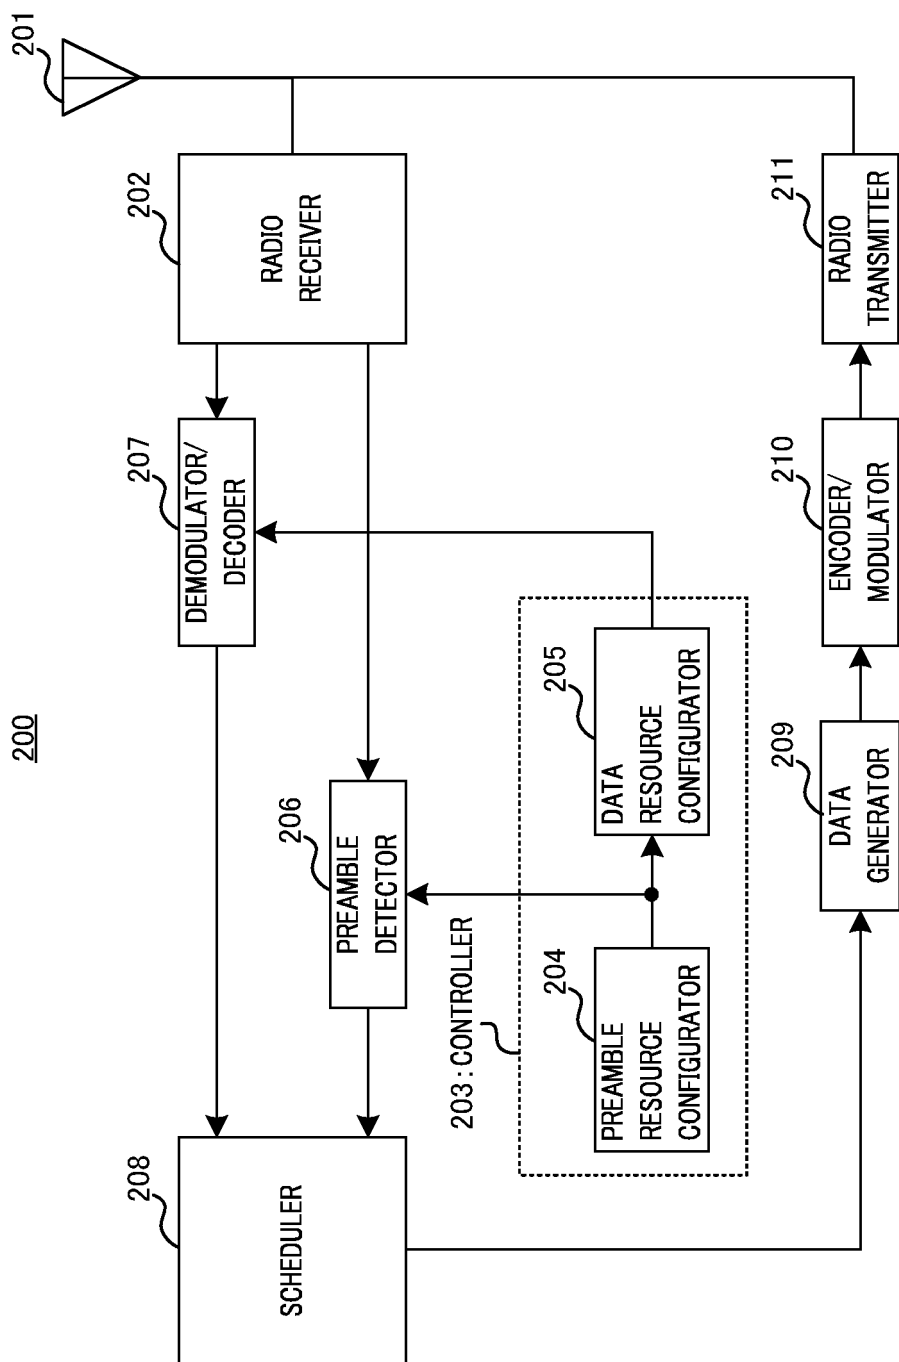 200
201
202
RADIO
RECEIVER
207
DEMODULATOR/
DECODER
206
PREAMBLE
DETECTOR
208
SCHEDULER
203:CONTROLLER
204
PREAMBLE
RESOURCE
CONFIGURATOR
205
DATA
RESOURCE
CONFIGURATOR
209
DATA
GENERATOR
210
ENCODER/
MODULATOR
211
RADIO
TRANSMITTER